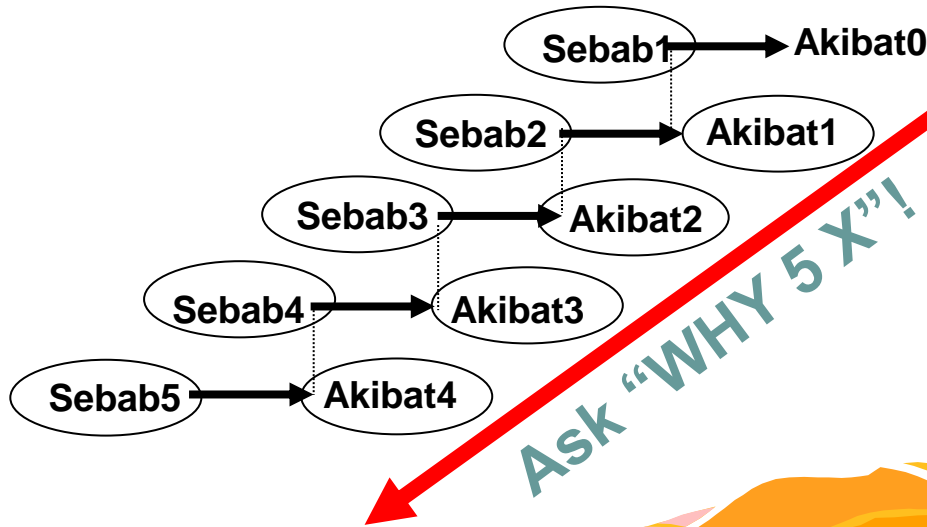 Sebab1 Akibat0
Sebab2 Akibat1
Sebab3 Akibat2
Sebab4 Akibat3
Sebab5 Akibat4
Ask “WHY 5 X”!